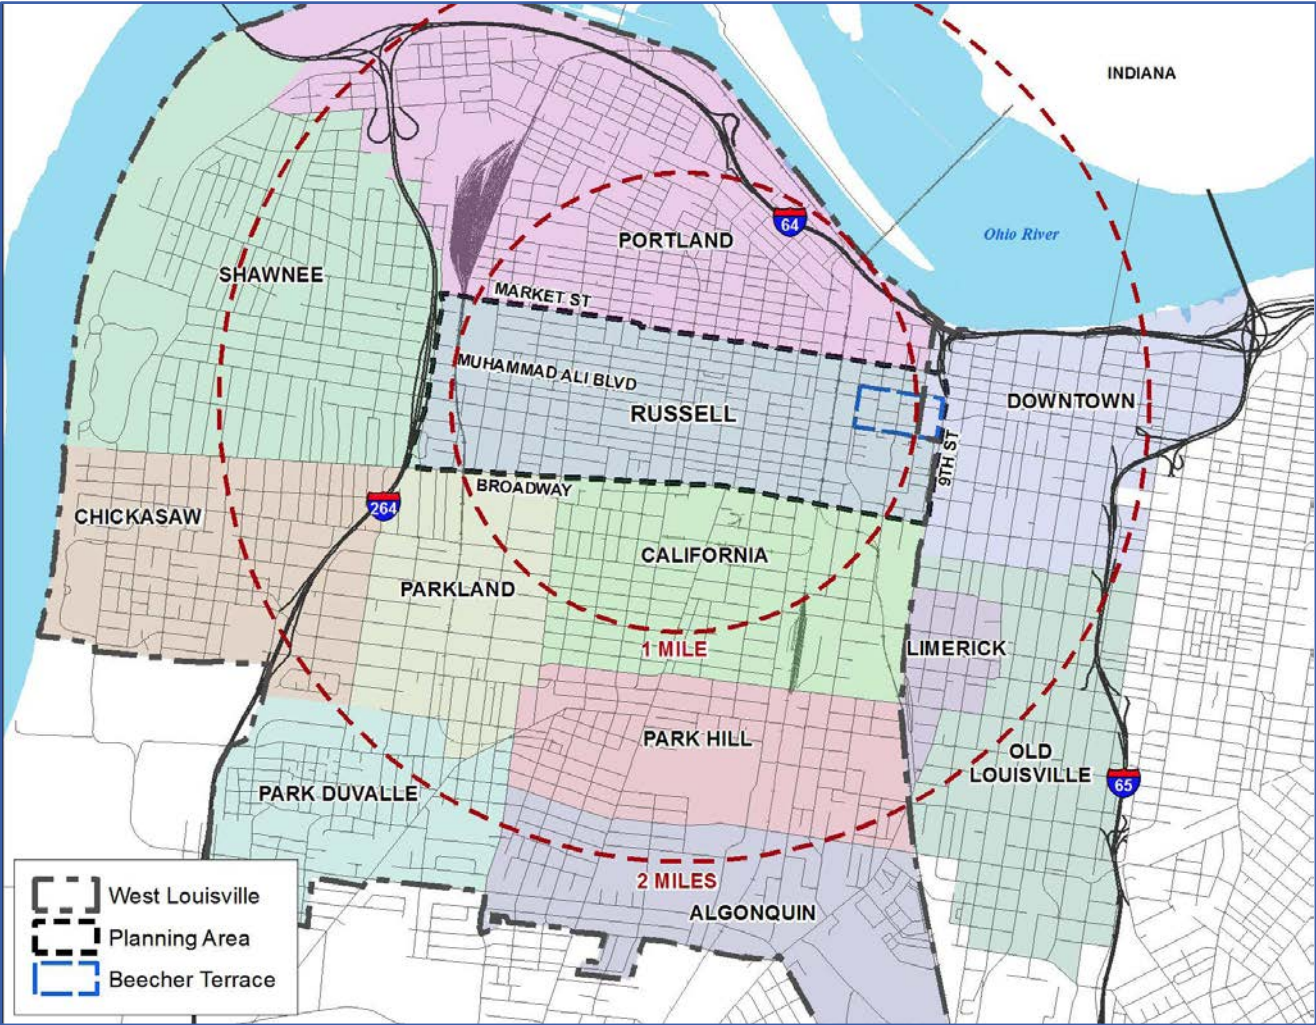 INDIANA
Ohio River
64
PORTLAND
SHAWNEE
MARKET ST
MUHAMMAD ALI BLVD
RUSSELL
DOWNTOWN
9TH ST
BROADWAY
264
CHICKASAW
CALIFORNIA
PARKLAND
1 MILE
LIMERICK
PARK HILL
OLD
LOUISVILLE
65
PARK DUVALLE
2 MILES
ALGONQUIN
West Louisville
Planning Area
Beecher Terrace